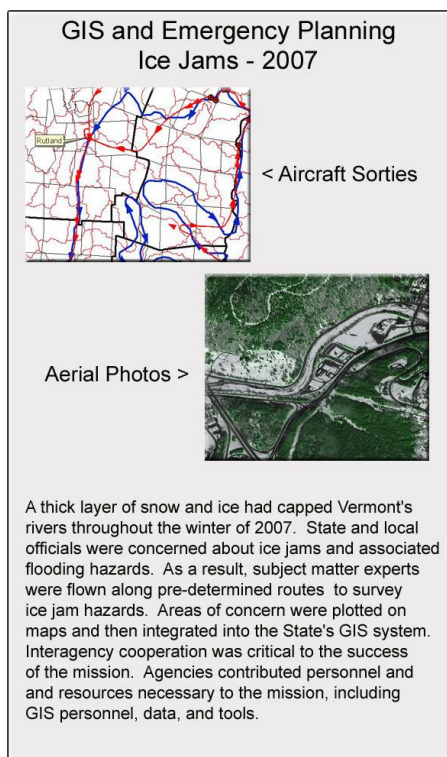 GIS and Emergency Planning
Ice Jams - 2007
Rutland
< Aircraft Sorties
Aerial Photos >
A thick layer of snow and ice had capped Vermont's
rivers throughout the winter of 2007.  State and local
officials were concerned about ice jams and associated
flooding hazards.  As a result, subject matter experts
were flown along pre-determined routes  to survey
ice jam hazards.  Areas of concern were plotted on
maps and then integrated into the State's GIS system.
Interagency cooperation was critical to the success
of the mission.  Agencies contributed personnel and
and resources necessary to the mission, including
GIS personnel, data, and tools.